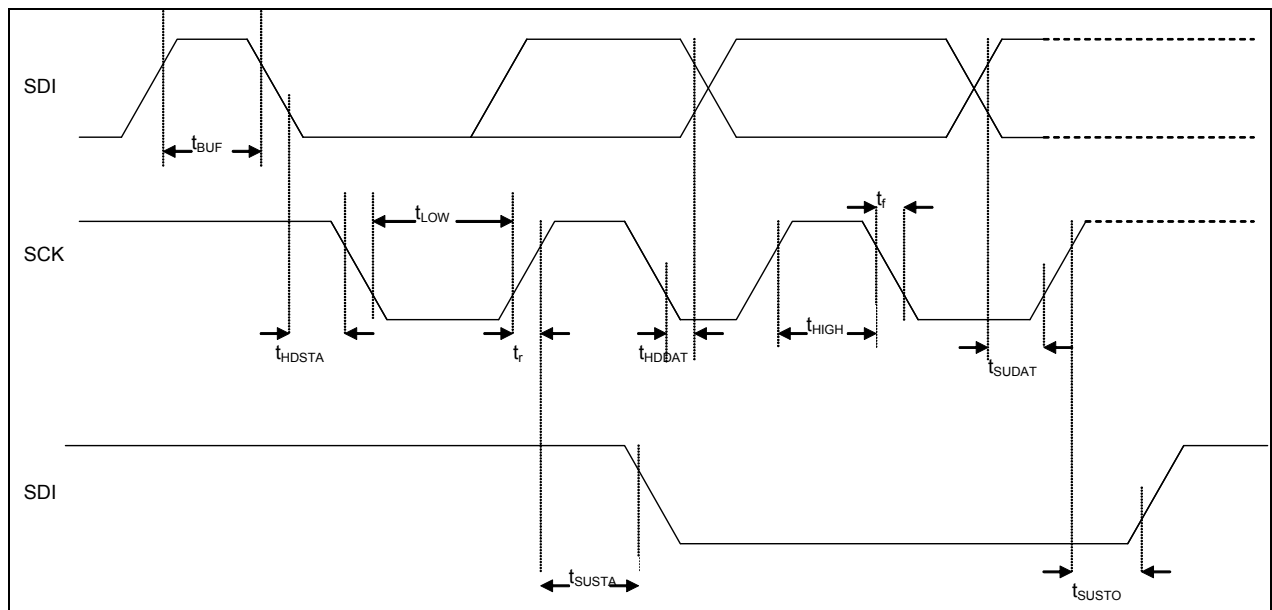 SDI
tBUF
tLOW
tf
SCK
tHDSTA
tr
tHDDAT
tHIGH
tSUDAT
SDI
tSUSTA
tSUSTO